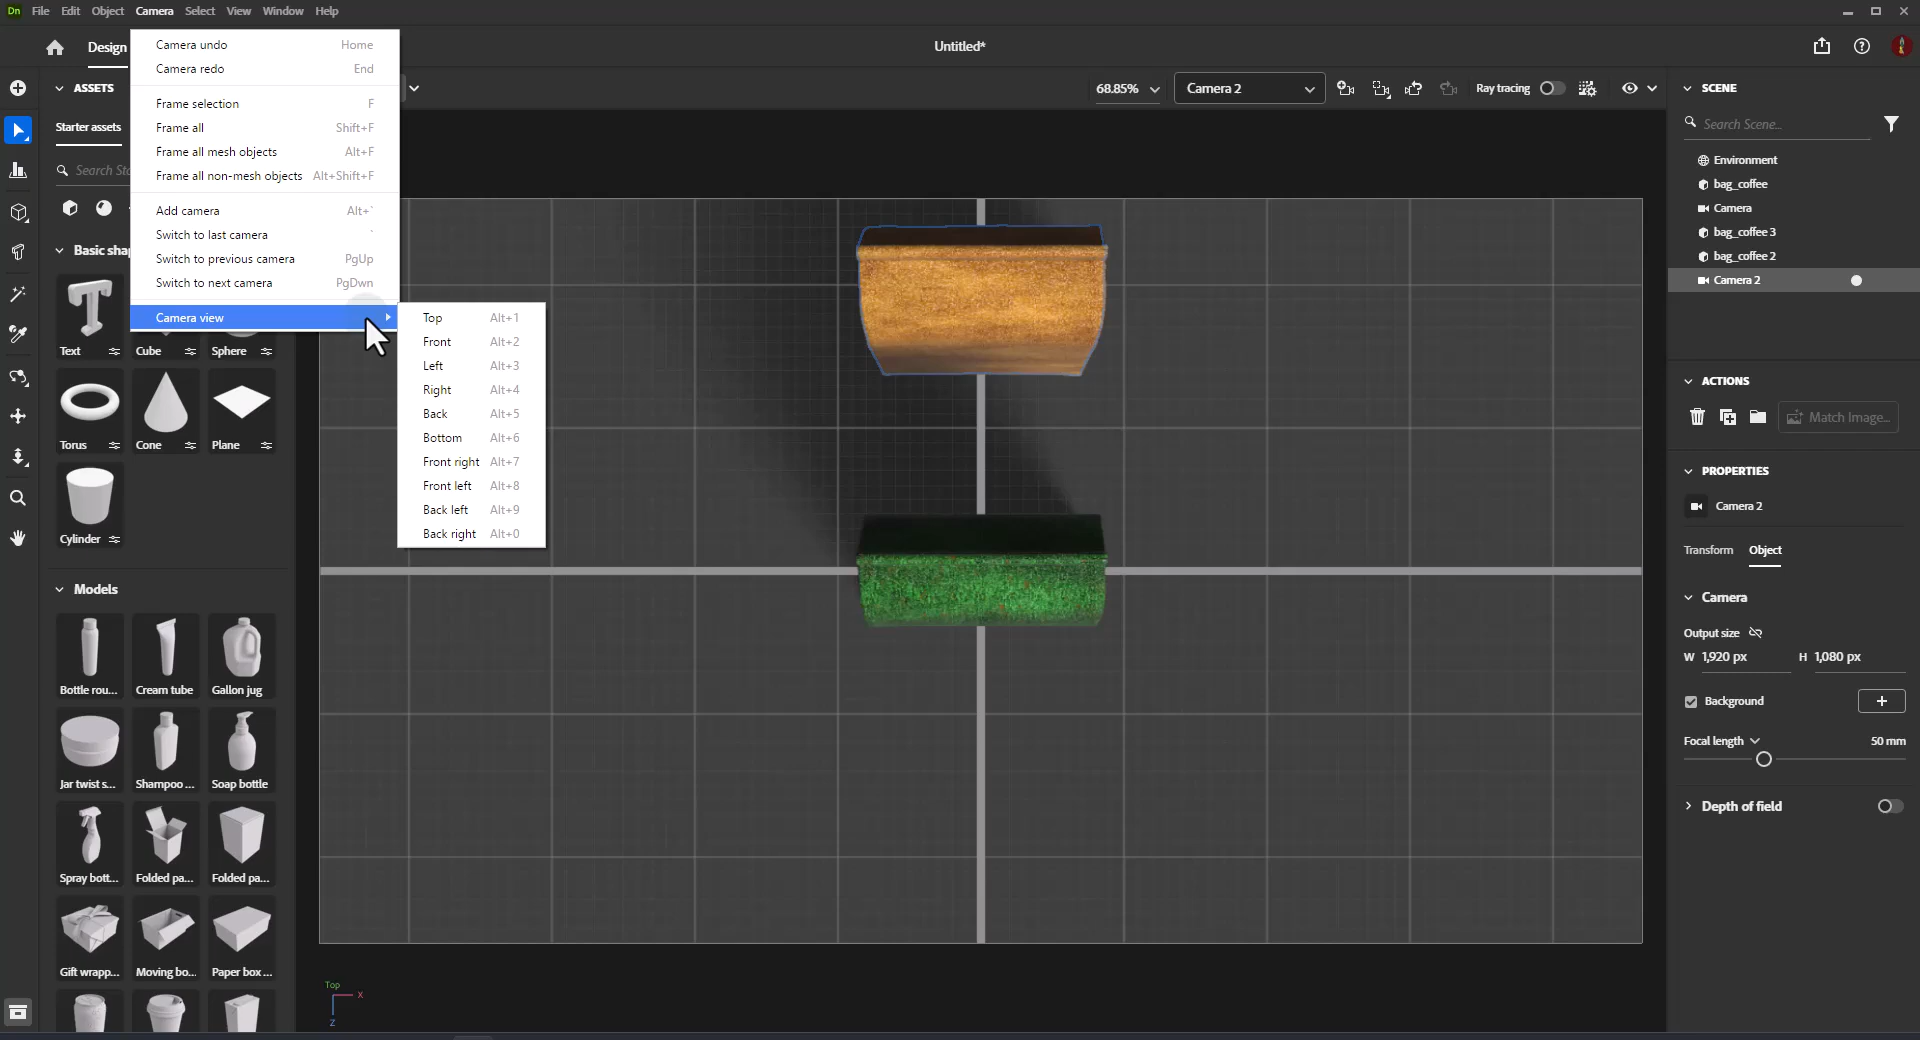 Dn File Edit Object Camera Select View Window Help
Design
Untitled*
Camera undo Home
Camera redo End
Frame selection F
Frame all Shift+F
Frame all mesh objects Alt+F
Frame all non-mesh objects Alt+Shift+F
Add camera Alt+`
Switch to last camera `
Switch to previous camera PgUp
Switch to next camera PgDwn
Camera view
Top Alt+1
Front Alt+2
Left Alt+3
Right Alt+4
Back Alt+5
Bottom Alt+6
Front right Alt+7
Front left Alt+8
Back left Alt+9
Back right Alt+0
ASSETS
Starter assets
Search Sta
Basic shap
Text Cube Sphere
Torus Cone Plane
Cylinder
Models
Bottle rou... Cream tube Gallon jug
Jar twist s... Shampoo ... Soap bottle
Spray bott... Folded pa... Folded pa...
Gift wrapp... Moving bo... Paper box ...
68.85% Camera 2 Ray tracing
Top
X
Z
SCENE
Search Scene...
Environment
bag_coffee
Camera
bag_coffee 3
bag_coffee 2
Camera 2
ACTIONS
Match Image...
PROPERTIES
Camera 2
Transform Object
Camera
Output size
W 1,920 px H 1,080 px
Background
Focal length 50 mm
Depth of field